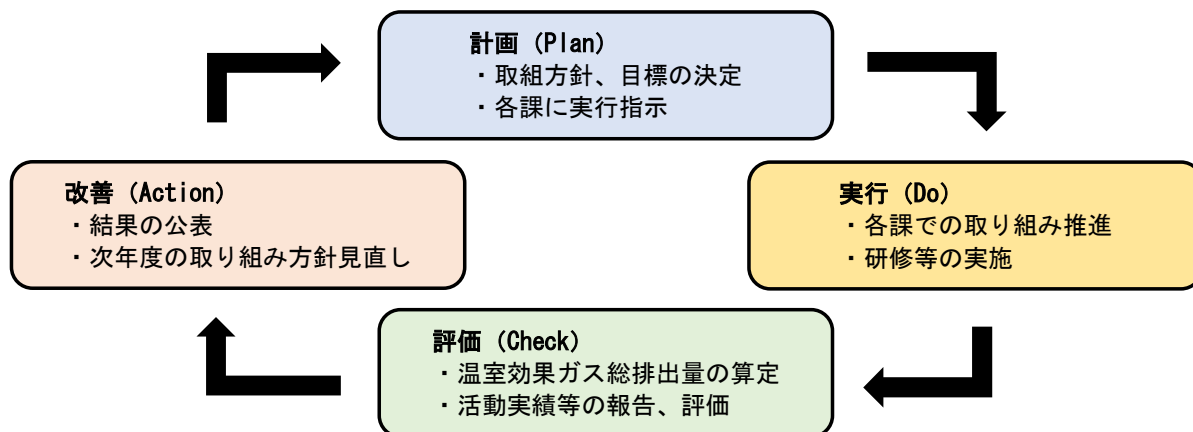 計画（Plan）
・取組方針、目標の決定
・各課に実行指示
改善（Action）
・結果の公表
・次年度の取り組み方針見直し
実行（Do）
・各課での取り組み推進
・研修等の実施
評価（Check）
・温室効果ガス総排出量の算定
・活動実績等の報告、評価